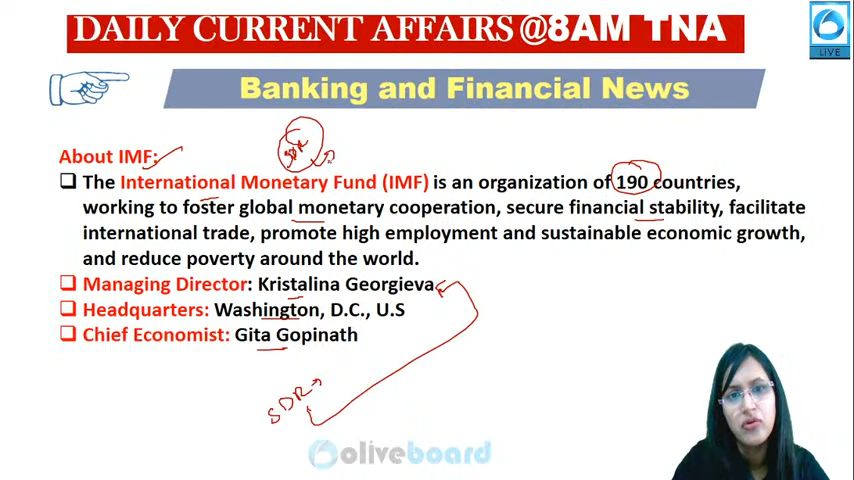 DAILY CURRENT AFFAIRS @8AM TNA
LIVE
Banking and Financial News
SDR
About IMF:
The International Monetary Fund (IMF) is an organization of 190 countries,
working to foster global monetary cooperation, secure financial stability, facilitate
international trade, promote high employment and sustainable economic growth,
and reduce poverty around the world.
Managing Director: Kristalina Georgieva
Headquarters: Washington, D.C., U.S
Chief Economist: Gita Gopinath
SDR
oliveboard